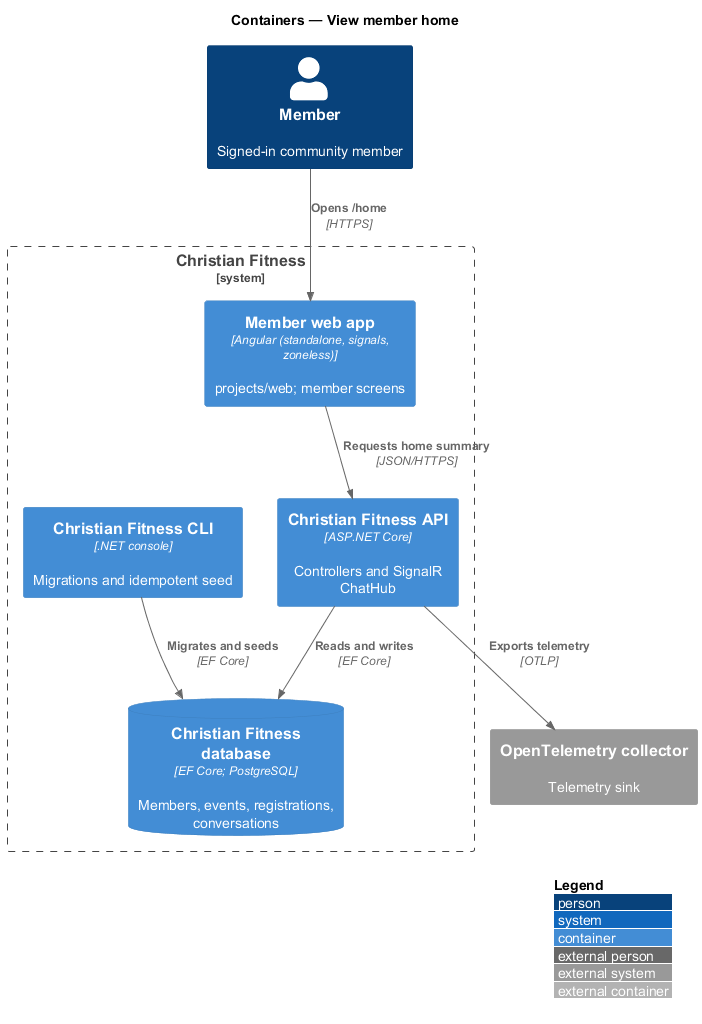 Containers — View member home
Member
Signed-in community member
Opens /home
[HTTPS]
Christian Fitness
[system]
Member web app
[Angular (standalone, signals,
zoneless)]
projects/web; member screens
Requests home summary
[JSON/HTTPS]
Christian Fitness CLI
[.NET console]
Migrations and idempotent seed
Christian Fitness API
[ASP.NET Core]
Controllers and SignalR
ChatHub
Migrates and seeds
[EF Core]
Reads and writes
[EF Core]
Exports telemetry
[OTLP]
Christian Fitness
database
[EF Core; PostgreSQL]
Members, events, registrations,
conversations
OpenTelemetry collector
Telemetry sink
Legend
person
system
container
external person
external system
external container